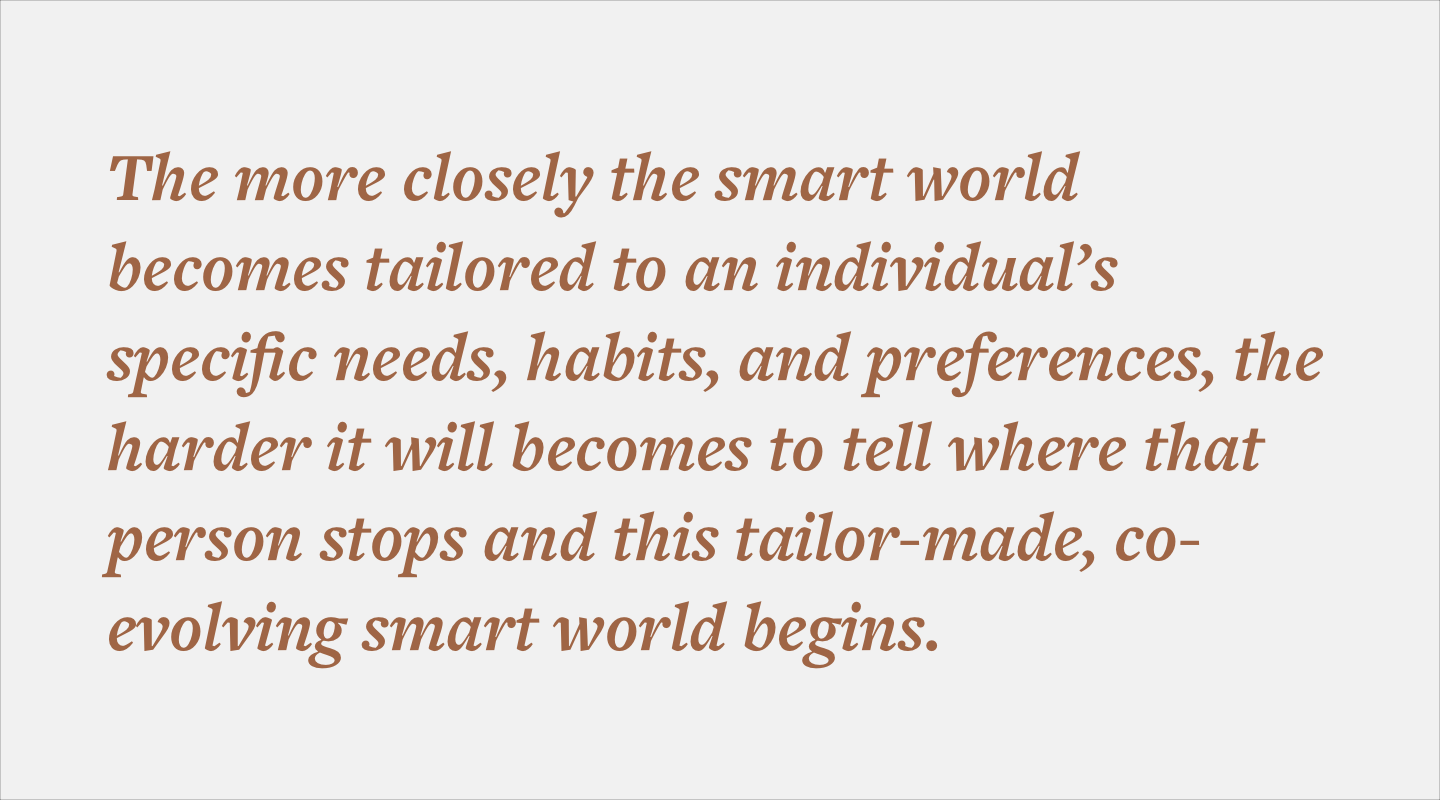 The more closely the smart world
becomes tailored to an individual’s
specific needs, habits, and preferences, the
harder it will becomes to tell where that
person stops and this tailor-made, co-
evolving smart world begins.